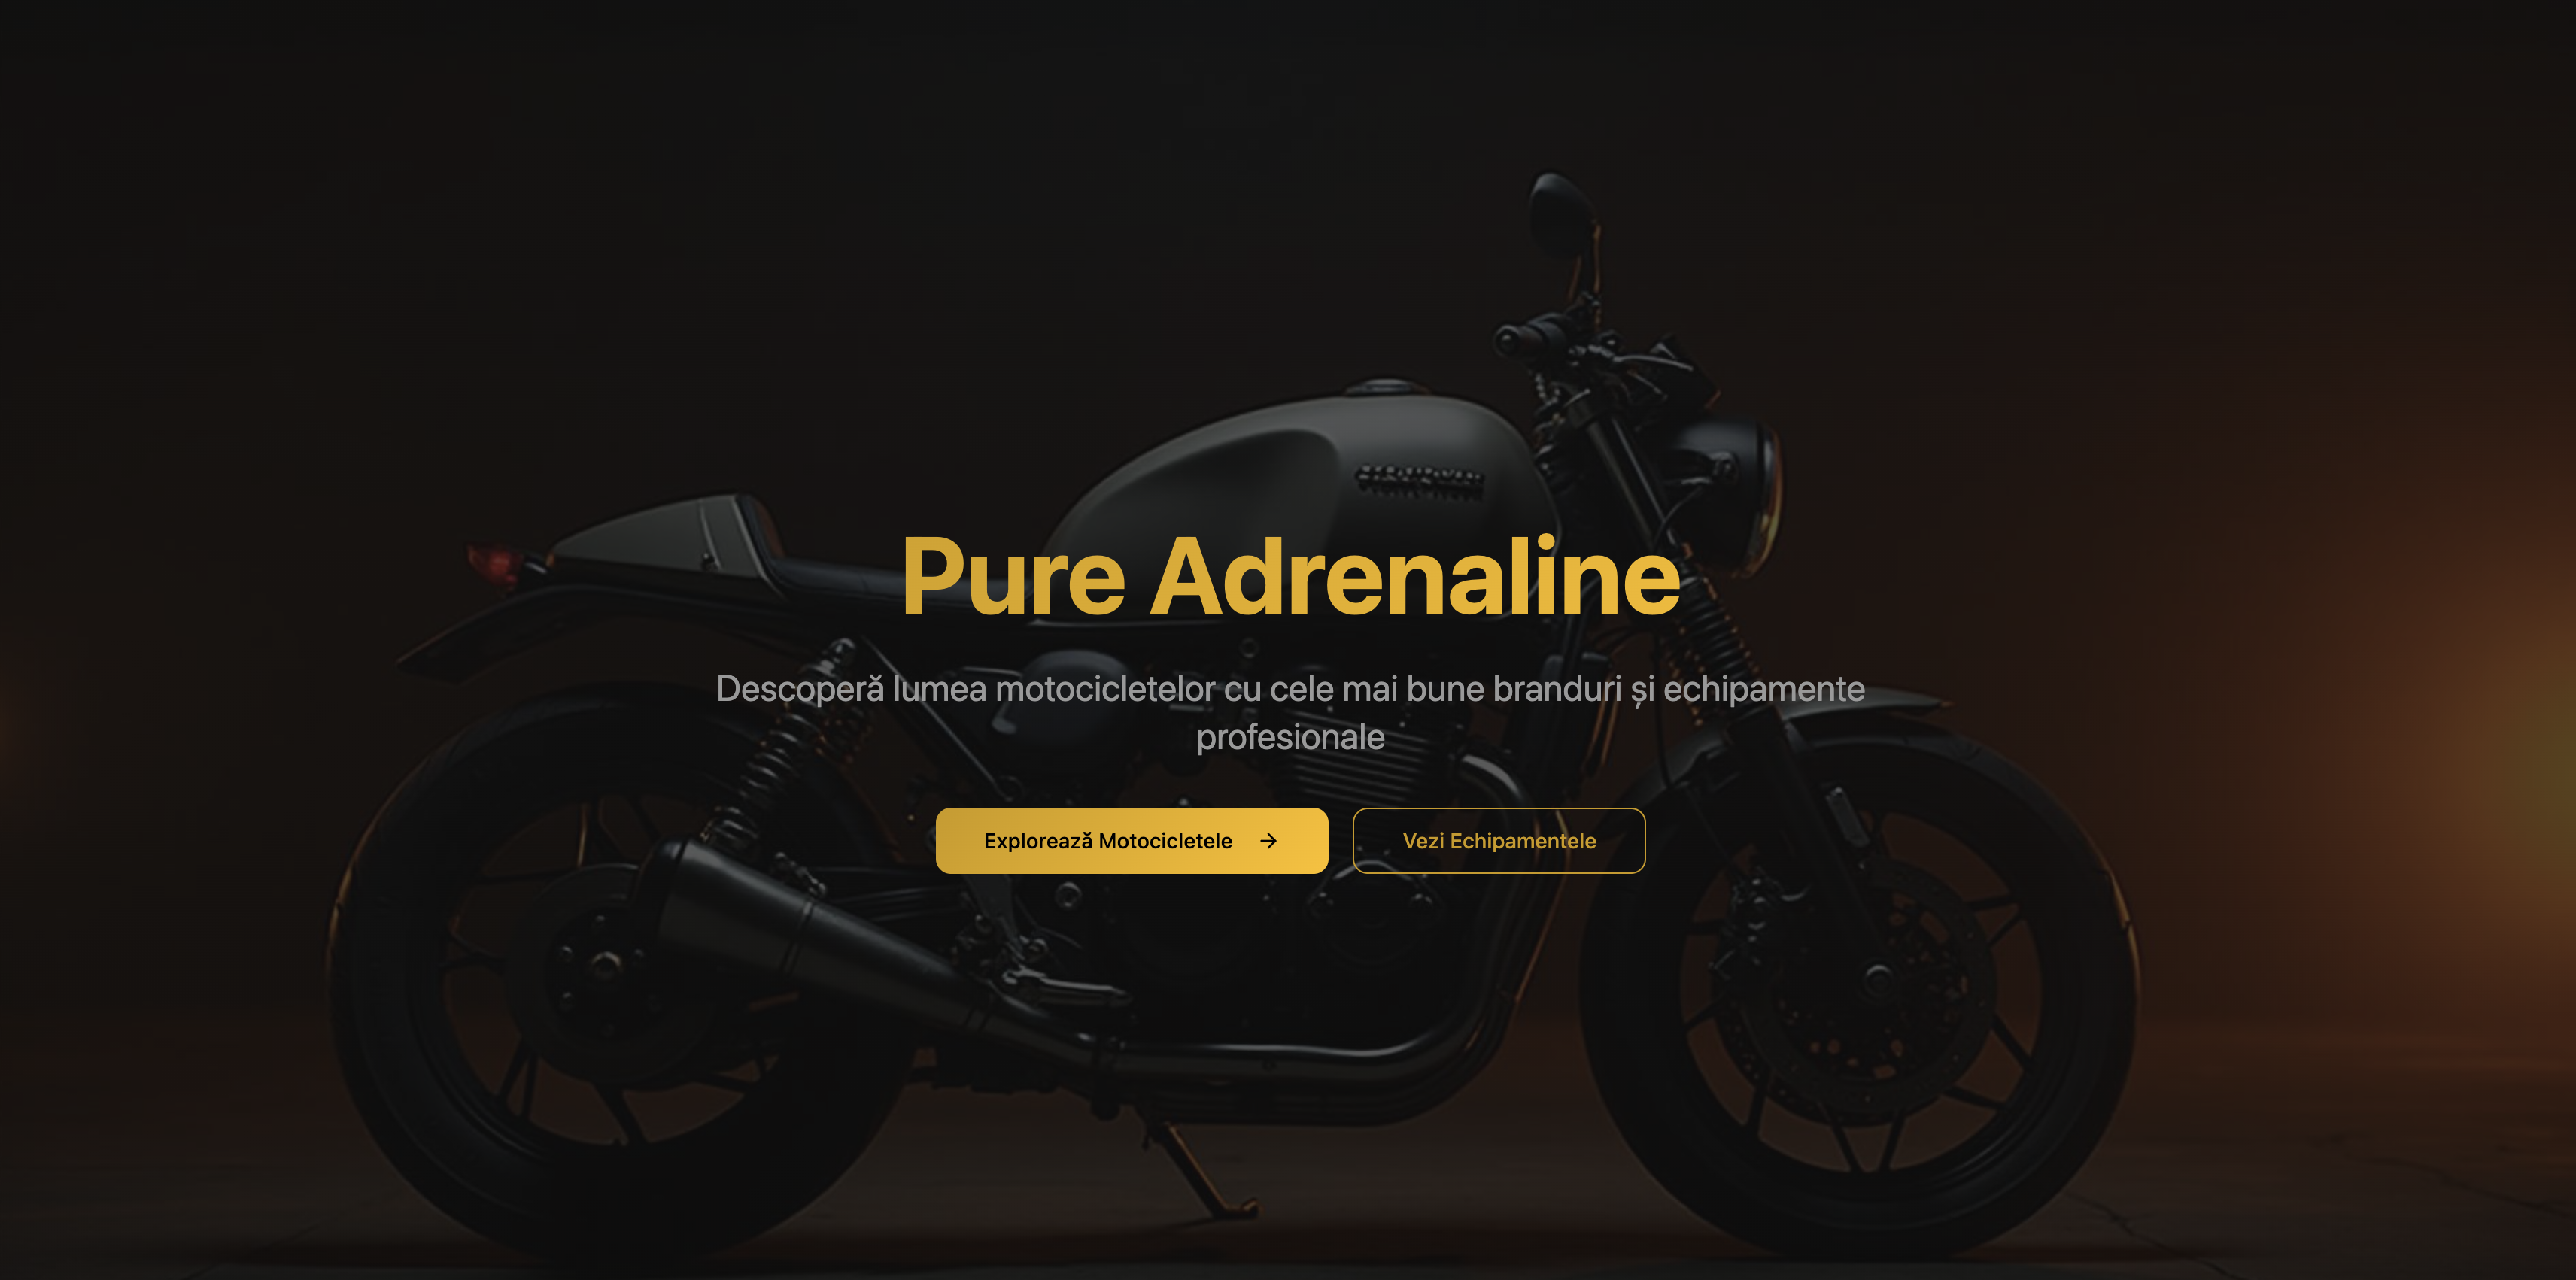 Pure Adrenaline
Descoperă lumea motocicletelor cu cele mai bune branduri și echipamente
profesionale
Explorează Motocicletele →
Vezi Echipamentele